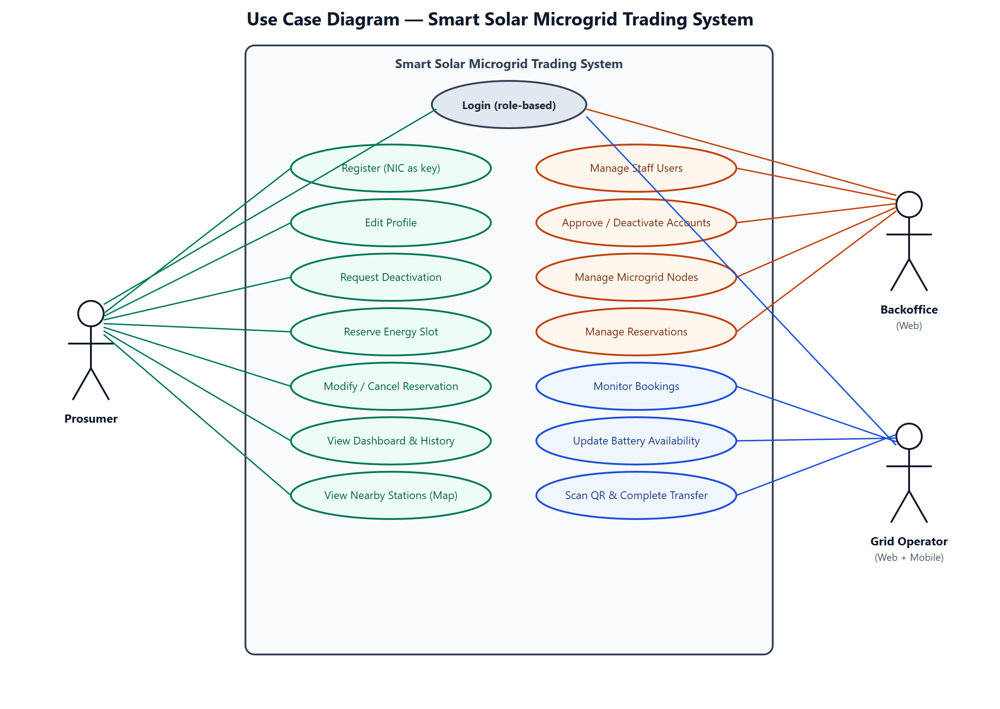 Use Case Diagram — Smart Solar Microgrid Trading System
Smart Solar Microgrid Trading System
Login (role-based)
Register (NIC as key)
Manage Staff Users
Edit Profile
Approve / Deactivate Accounts
Request Deactivation
Manage Microgrid Nodes
Reserve Energy Slot
Manage Reservations
Modify / Cancel Reservation
Monitor Bookings
View Dashboard & History
Update Battery Availability
View Nearby Stations (Map)
Scan QR & Complete Transfer
Prosumer
Backoffice
(Web)
Grid Operator
(Web + Mobile)